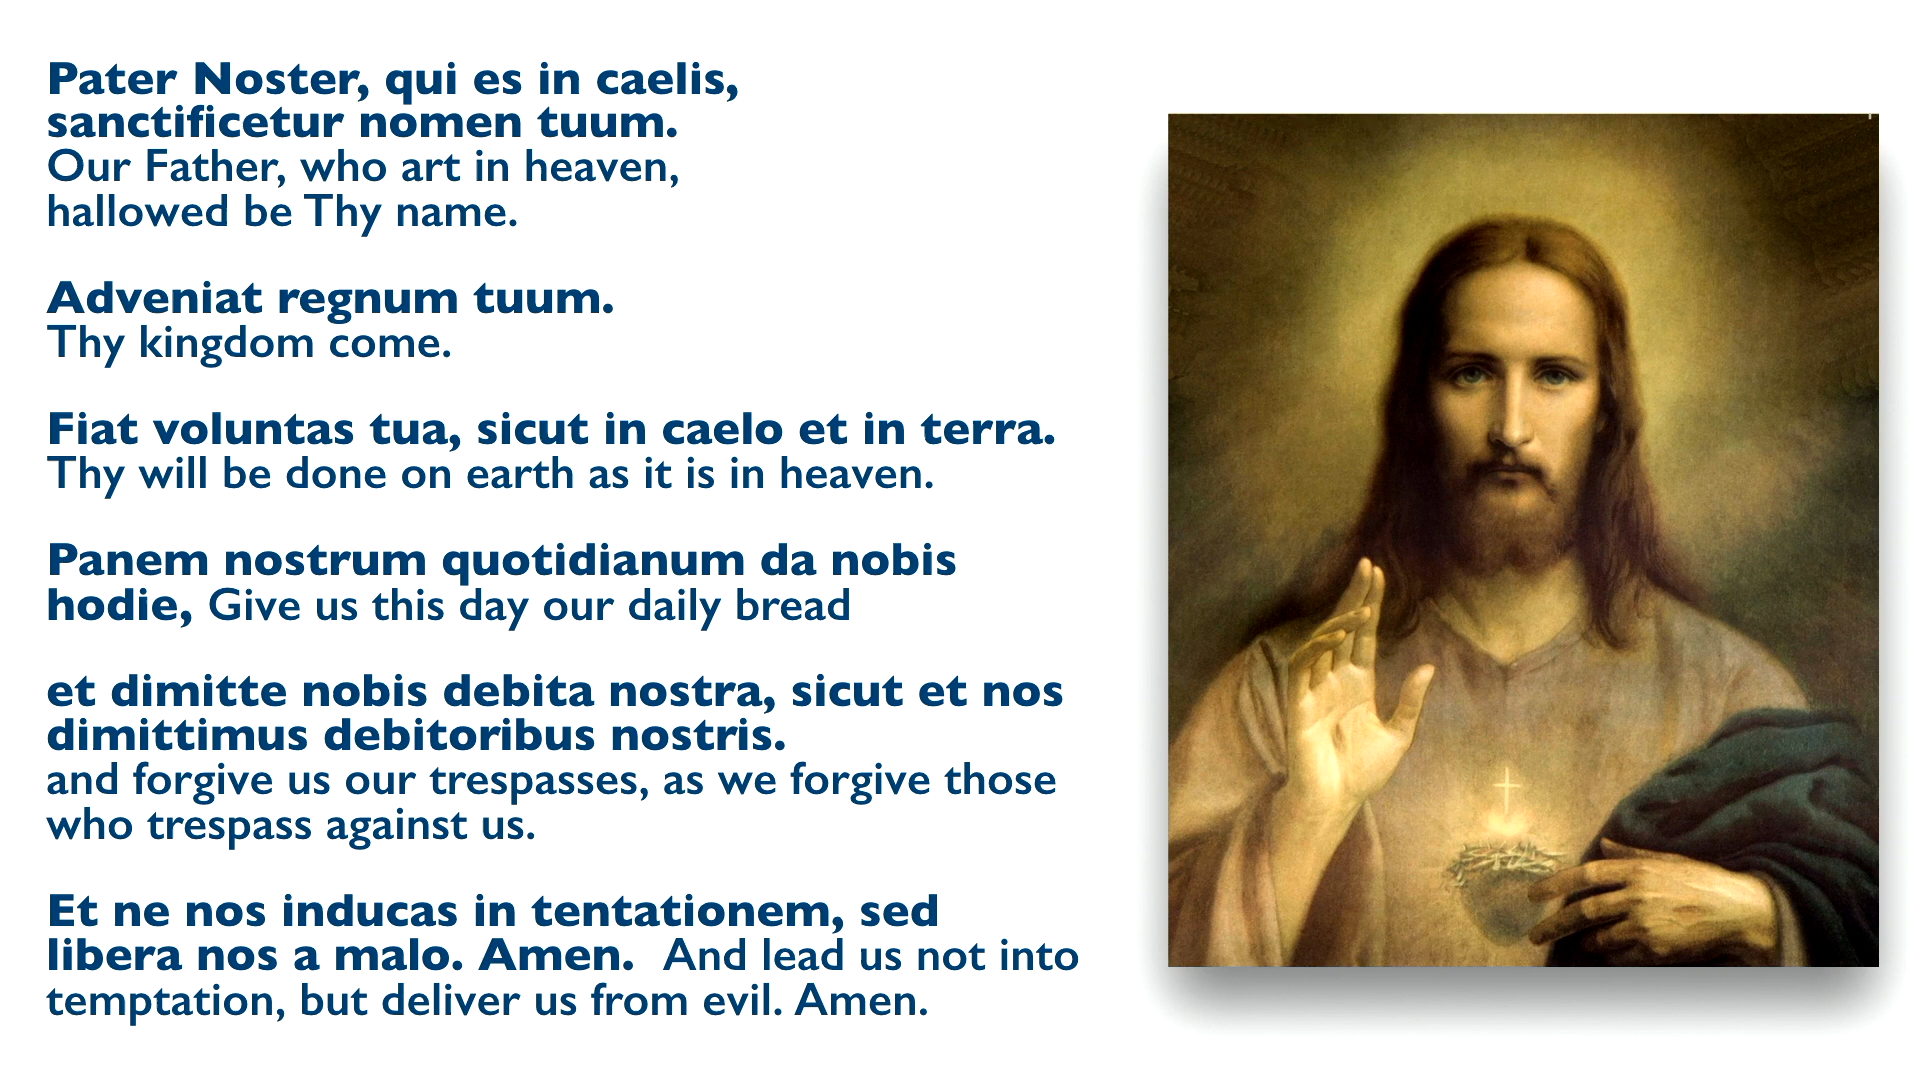 Pater Noster, qui es in caelis,
sanctificetur nomen tuum.
Our Father, who art in heaven,
hallowed be Thy name.
Adveniat regnum tuum.
Thy kingdom come.
Fiat voluntas tua, sicut in caelo et in terra.
Thy will be done on earth as it is in heaven.
Panem nostrum quotidianum da nobis
hodie, Give us this day our daily bread
et dimitte nobis debita nostra, sicut et nos
dimittimus debitoribus nostris.
and forgive us our trespasses, as we forgive those
who trespass against us.
Et ne nos inducas in tentationem, sed
libera nos a malo. Amen.  And lead us not into
temptation, but deliver us from evil. Amen.